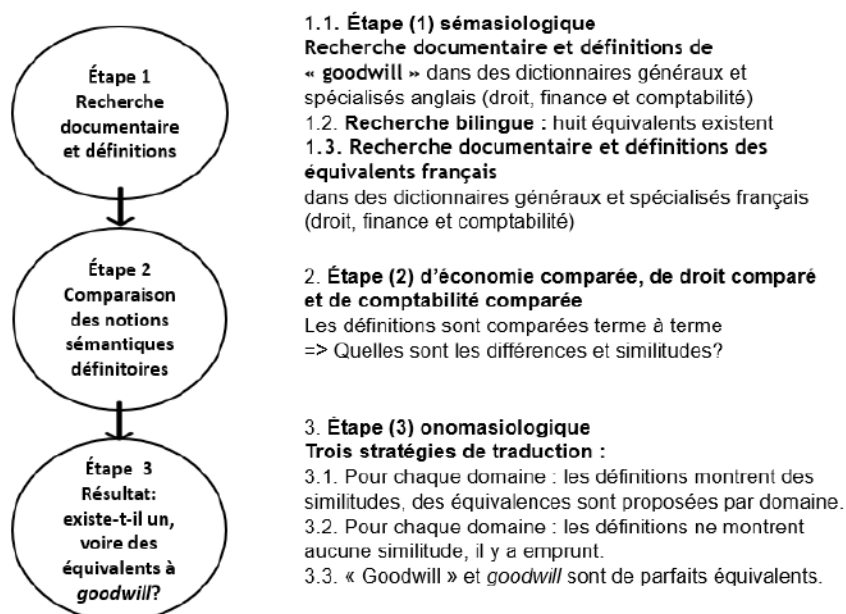 Étape 1
Recherche
documentaire
et définitions
1.1. Étape (1) sémasiologique
Recherche documentaire et définitions de
« goodwill » dans des dictionnaires généraux et
spécialisés anglais (droit, finance et comptabilité)
1.2. Recherche bilingue : huit équivalents existent
1.3. Recherche documentaire et définitions des
équivalents français
dans des dictionnaires généraux et spécialisés français
(droit, finance et comptabilité)
Étape 2
Comparaison
des notions
sémantiques
définitoires
2. Étape (2) d'économie comparée, de droit comparé
et de comptabilité comparée
Les définitions sont comparées terme à terme
=> Quelles sont les différences et similitudes?
Étape 3
Résultat:
existe-t-il un,
voire des
équivalents à
goodwill?
3. Étape (3) onomasiologique
Trois stratégies de traduction :
3.1. Pour chaque domaine : les définitions montrent des
similitudes, des équivalences sont proposées par domaine.
3.2. Pour chaque domaine : les définitions ne montrent
aucune similitude, il y a emprunt.
3.3. « Goodwill » et goodwill sont de parfaits équivalents.